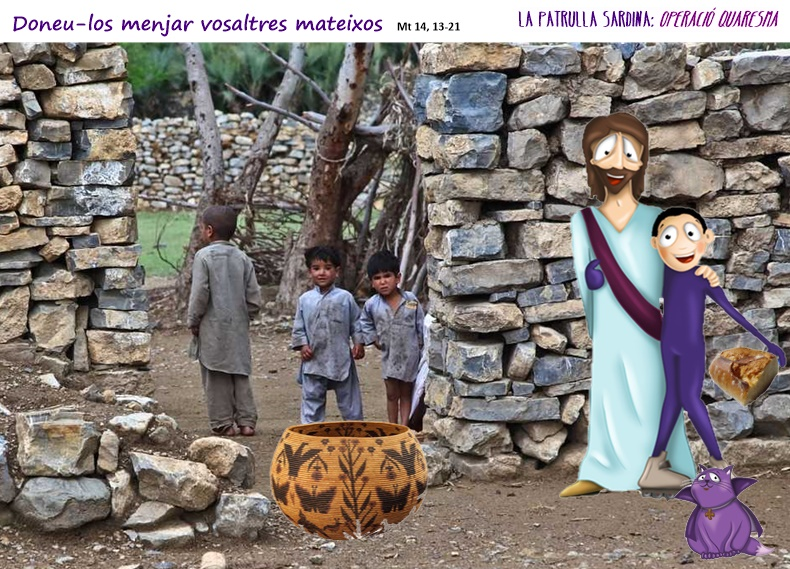 Doneu-los menjar vosaltres mateixos Mt 14, 13-21
LA PATRULLA SARDINA: OPERACIÓ QUARESMA